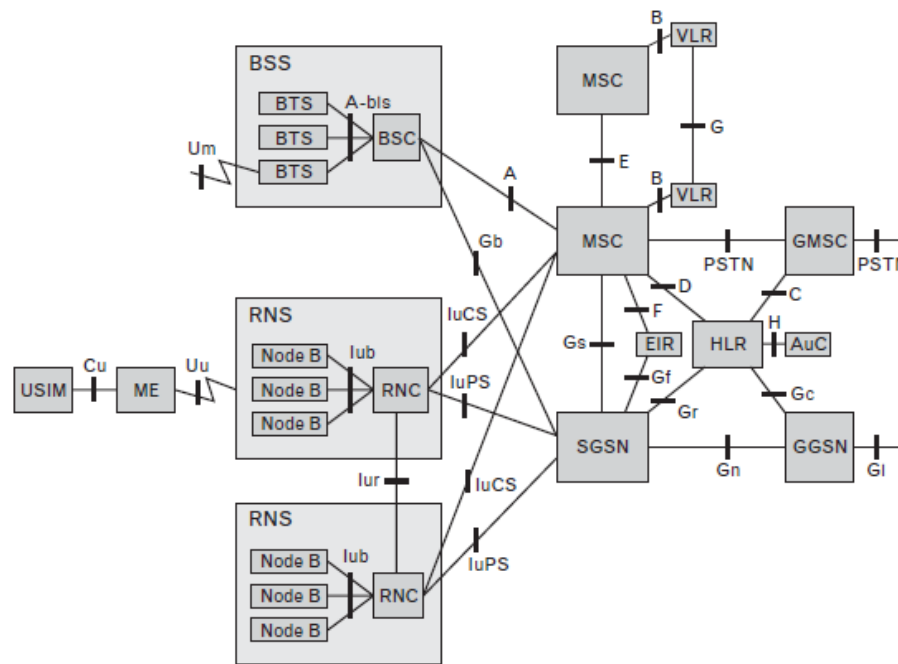 B
VLR
BSS
MSC
BTS
A-bis
BTS
BSC
G
Um
BTS
E
A
B
VLR
Gb
MSC
GMSC
PSTN
PSTN
D
C
RNS
IuCS
F
H
Node B
Iub
Gs
EIR
HLR
AuC
Cu
Uu
IuPS
USIM
ME
Node B
RNC
Gf
Gc
Node B
Gr
SGSN
GGSN
Gn
Gi
Iur
IuCS
RNS
IuPS
Node B
Iub
Node B
RNC
Node B